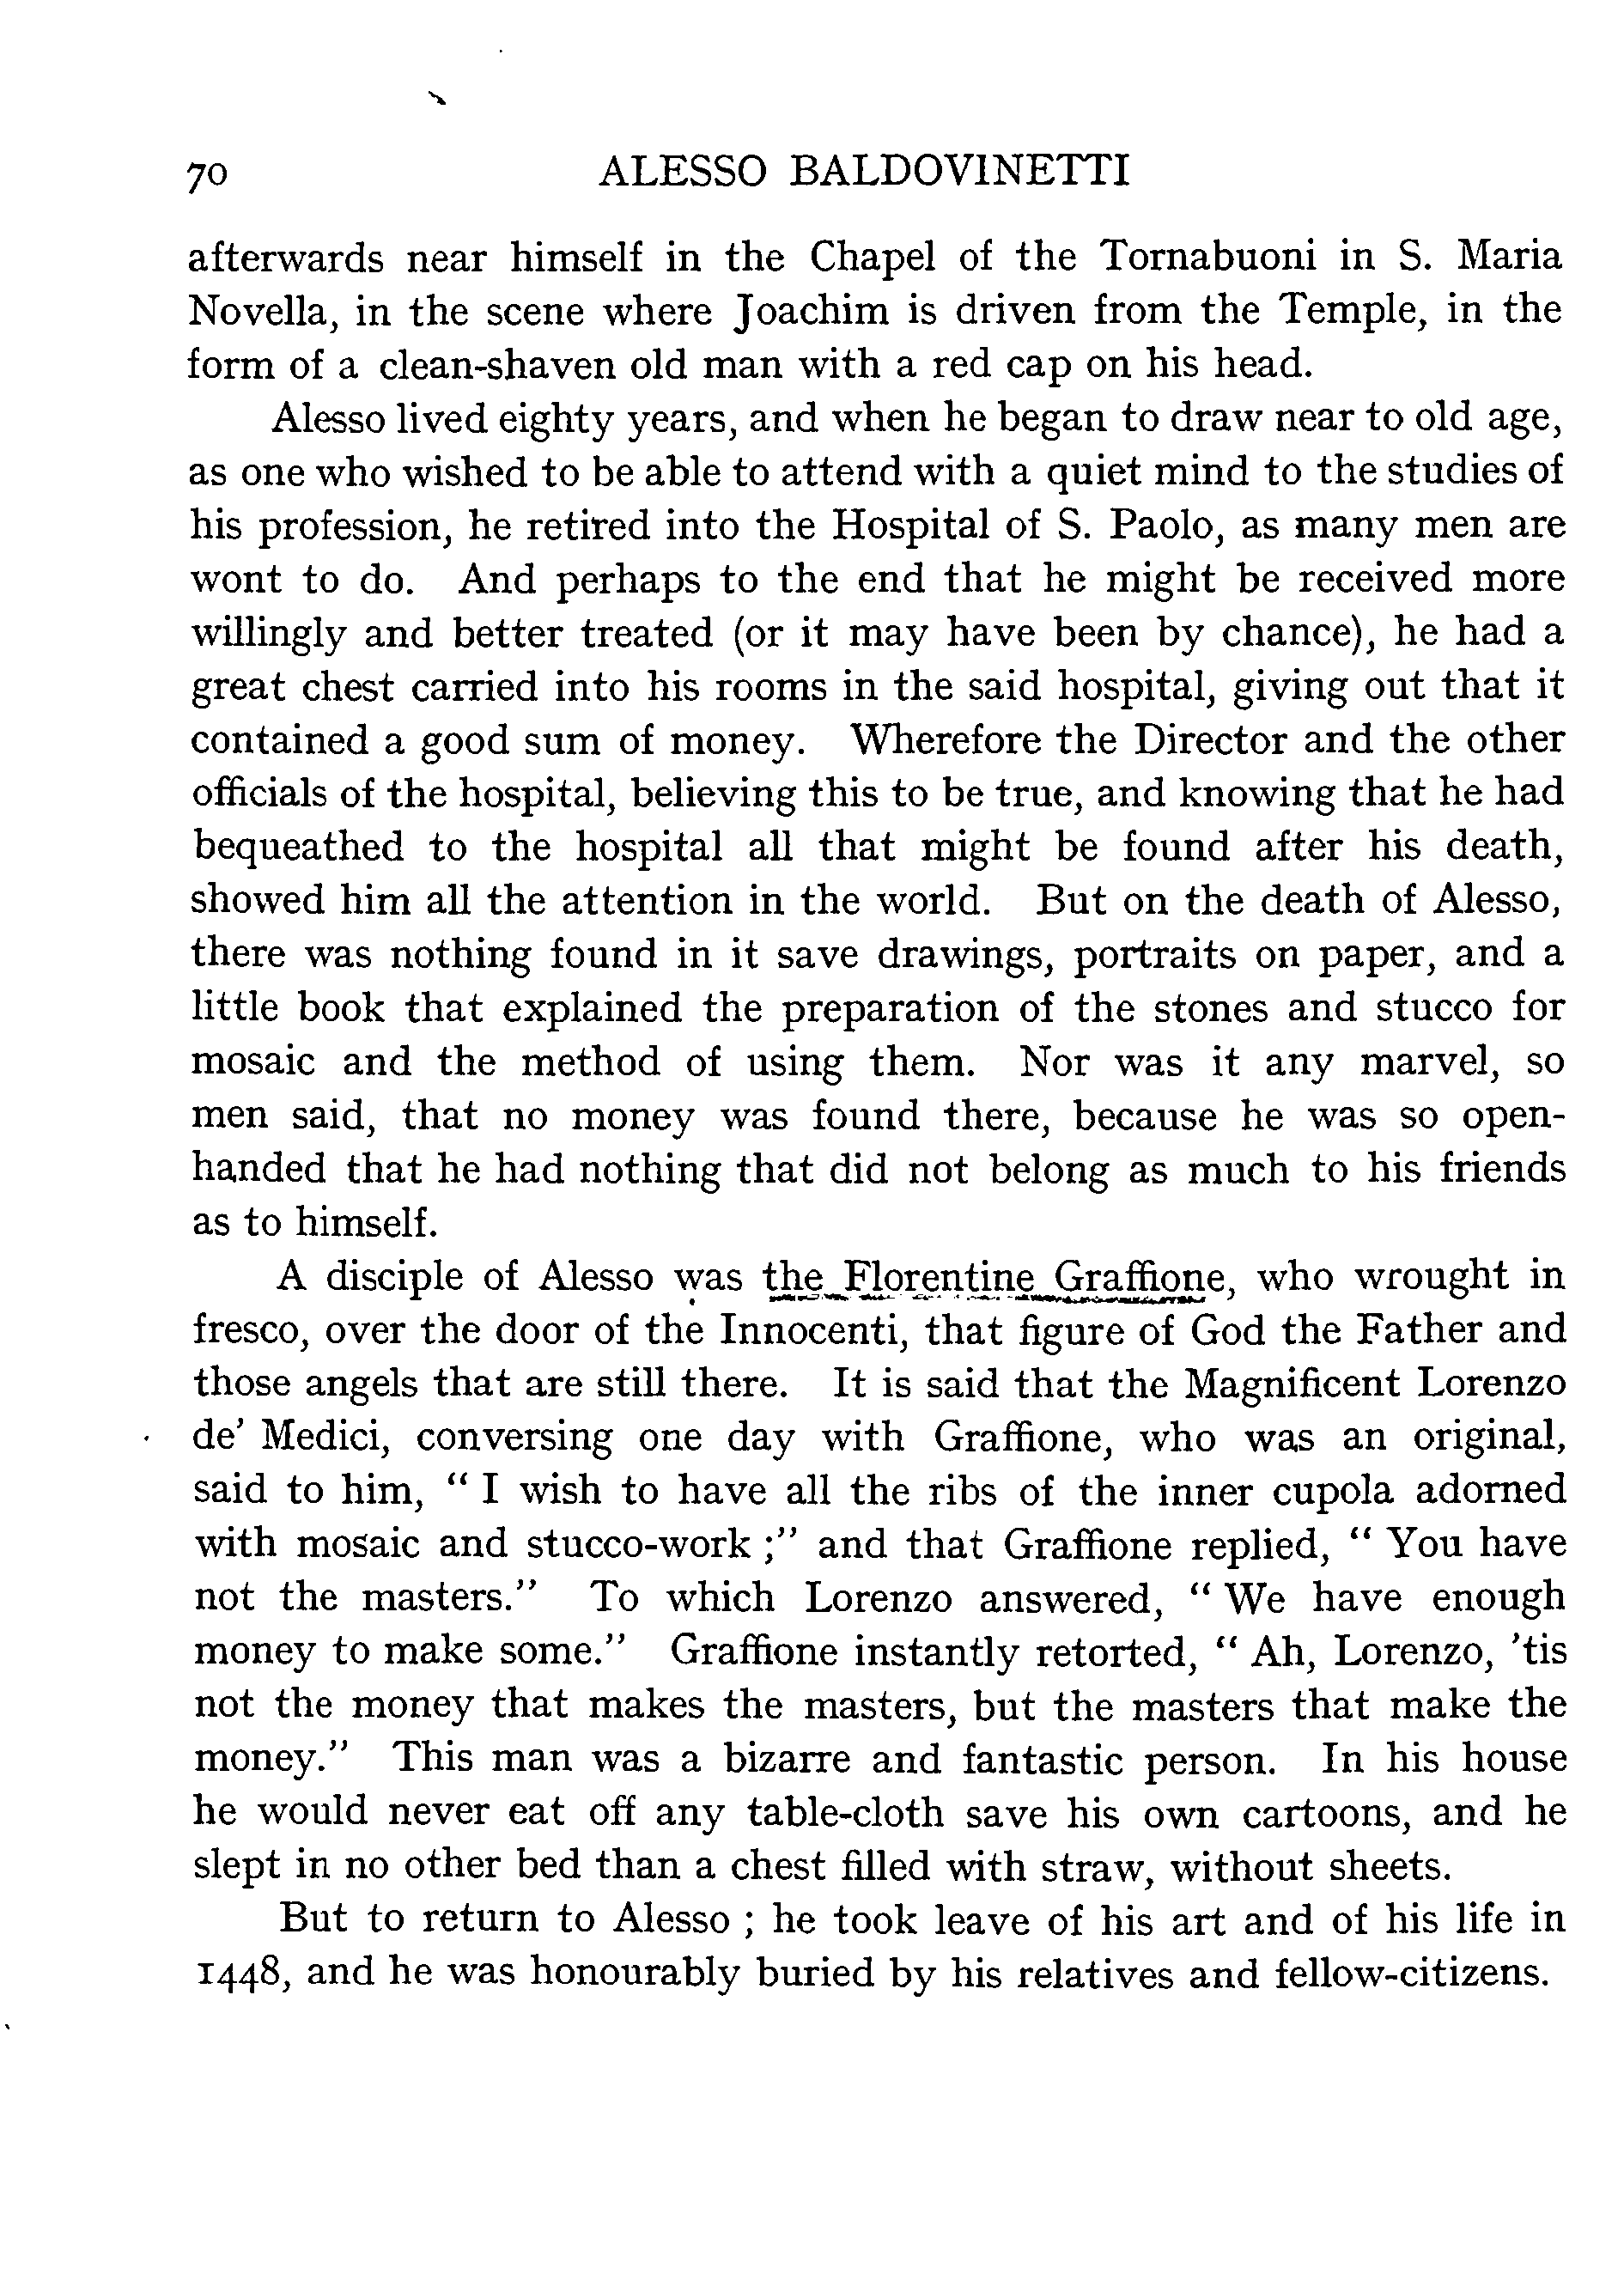 70 ALESSO BALDOVINETTI
afterwards near himself in the Chapel of the Tornabuoni in S. Maria
Novella, in the scene where Joachim is driven from the Temple, in the
form of a clean-shaven old man with a red cap on his head.
Alesso lived eighty years, and when he began to draw near to old age,
as one who wished to be able to attend with a quiet mind to the studies of
his profession, he retired into the Hospital of S. Paolo, as many men are
wont to do. And perhaps to the end that he might be received more
willingly and better treated (or it may have been by chance), he had a
great chest carried into his rooms in the said hospital, giving out that it
contained a good sum of money. Wherefore the Director and the other
officials of the hospital, believing this to be true, and knowing that he had
bequeathed to the hospital all that might be found after his death,
showed him all the attention in the world. But on the death of Alesso,
there was nothing found in it save drawings, portraits on paper, and a
little book that explained the preparation of the stones and stucco for
mosaic and the method of using them. Nor was it any marvel, so
men said, that no money was found there, because he was so open-
handed that he had nothing that did not belong as much to his friends
as to himself.
A disciple of Alesso was the Florentine Graffione, who wrought in
fresco, over the door of the Innocenti, that figure of God the Father and
those angels that are still there. It is said that the Magnificent Lorenzo
de' Medici, conversing one day with Graffione, who was an original,
said to him, " I wish to have all the ribs of the inner cupola adorned
with mosaic and stucco-work ;" and that Graffione replied, " You have
not the masters." To which Lorenzo answered, " We have enough
money to make some." Graffione instantly retorted, " Ah, Lorenzo, 'tis
not the money that makes the masters, but the masters that make the
money." This man was a bizarre and fantastic person. In his house
he would never eat off any table-cloth save his own cartoons, and he
slept in no other bed than a chest filled with straw, without sheets.
But to return to Alesso ; he took leave of his art and of his life in
1448, and he was honourably buried by his relatives and fellow-citizens.